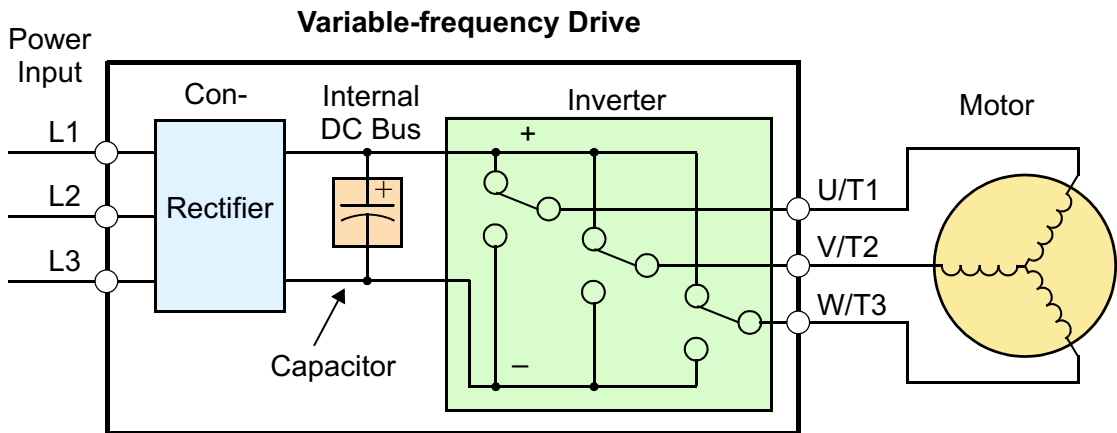 Variable-frequency Drive
Power
Input
Con-
Internal
DC Bus
Inverter
Motor
L1
L2
L3
Rectifier
+
+
–
U/T1
V/T2
W/T3
Capacitor